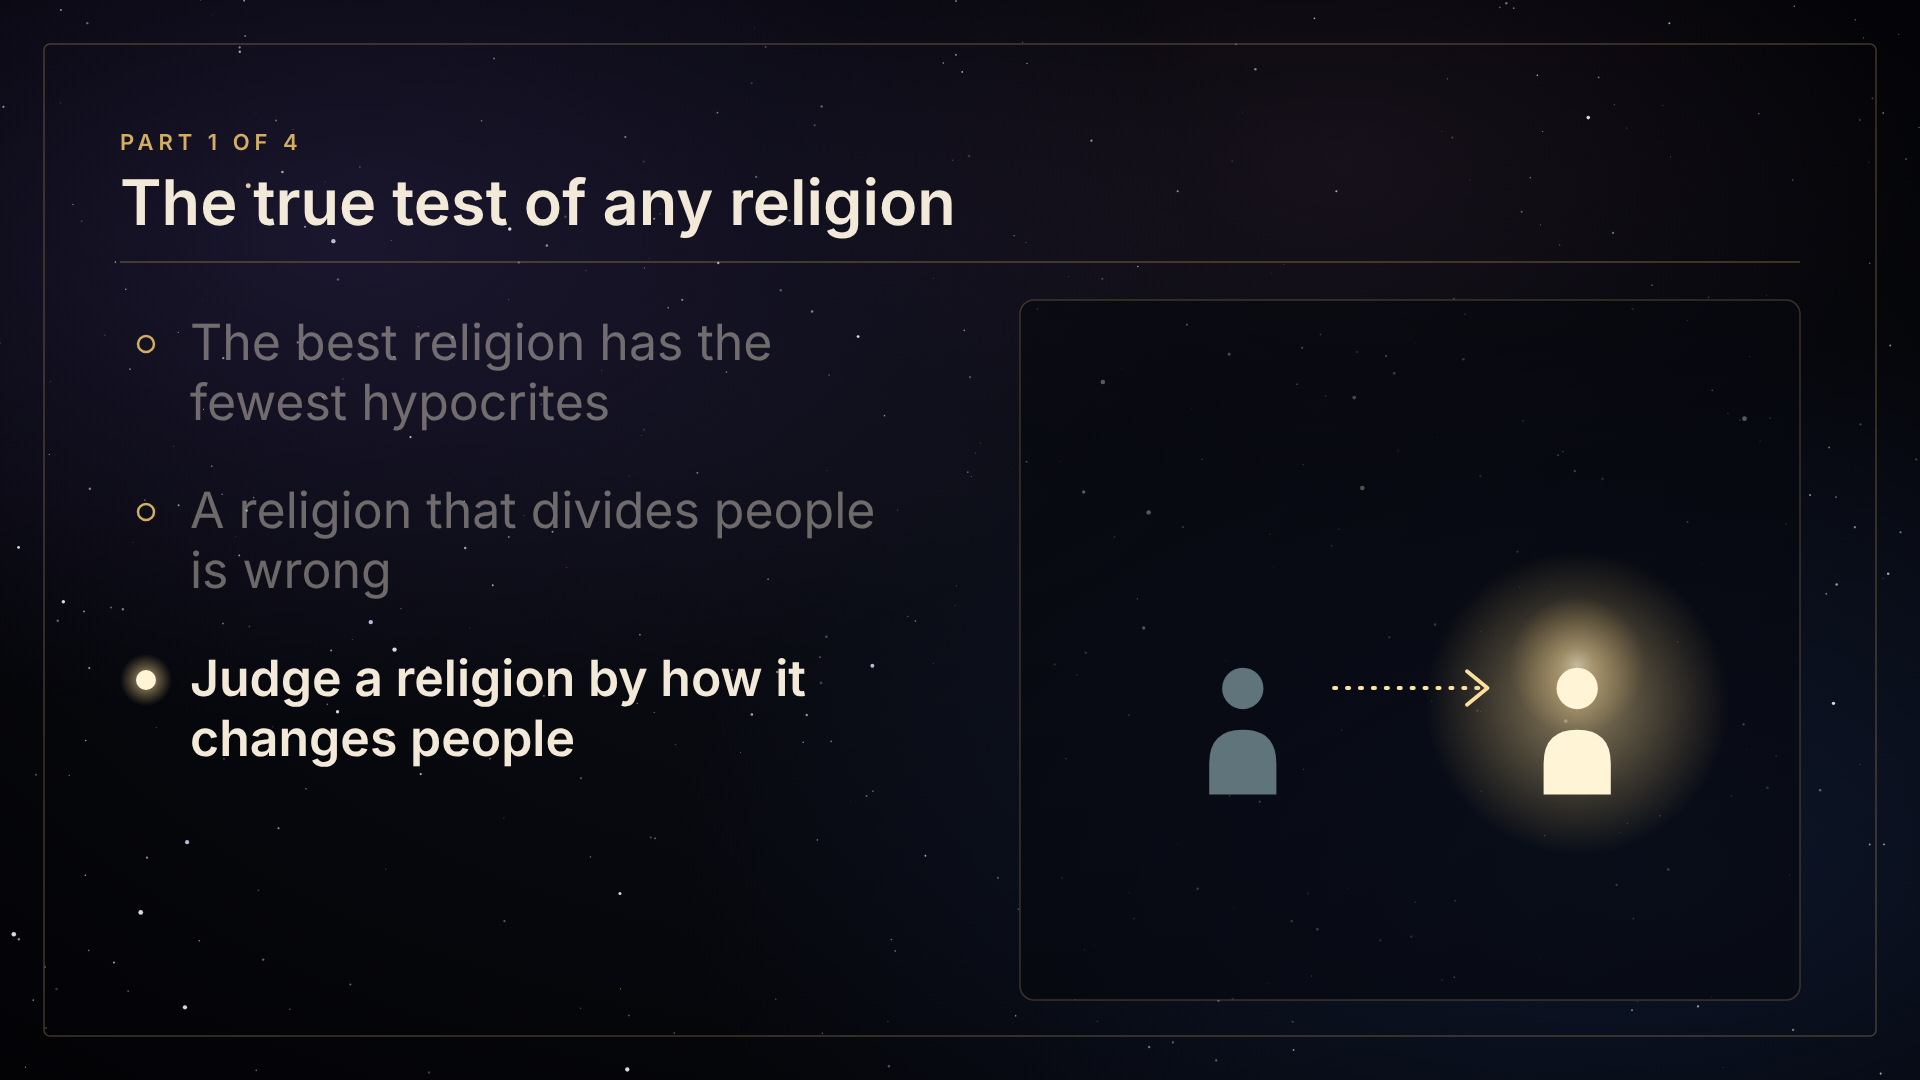 PART 1 OF 4
The true test of any religion
The best religion has the
fewest hypocrites
A religion that divides people
is wrong
Judge a religion by how it
changes people